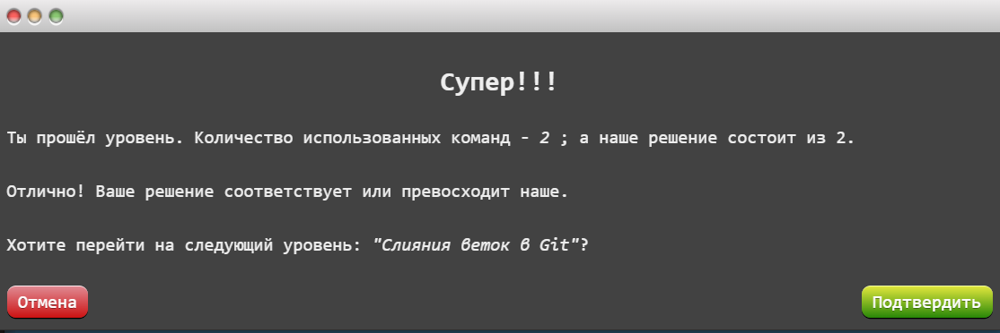 Супер!!!
Ты прошёл уровень. Количество использованных команд - 2 ; а наше решение состоит из 2.
Отлично! Ваше решение соответствует или превосходит наше.
Хотите перейти на следующий уровень: "Слияния веток в Git"?
Отмена
Подтвердить